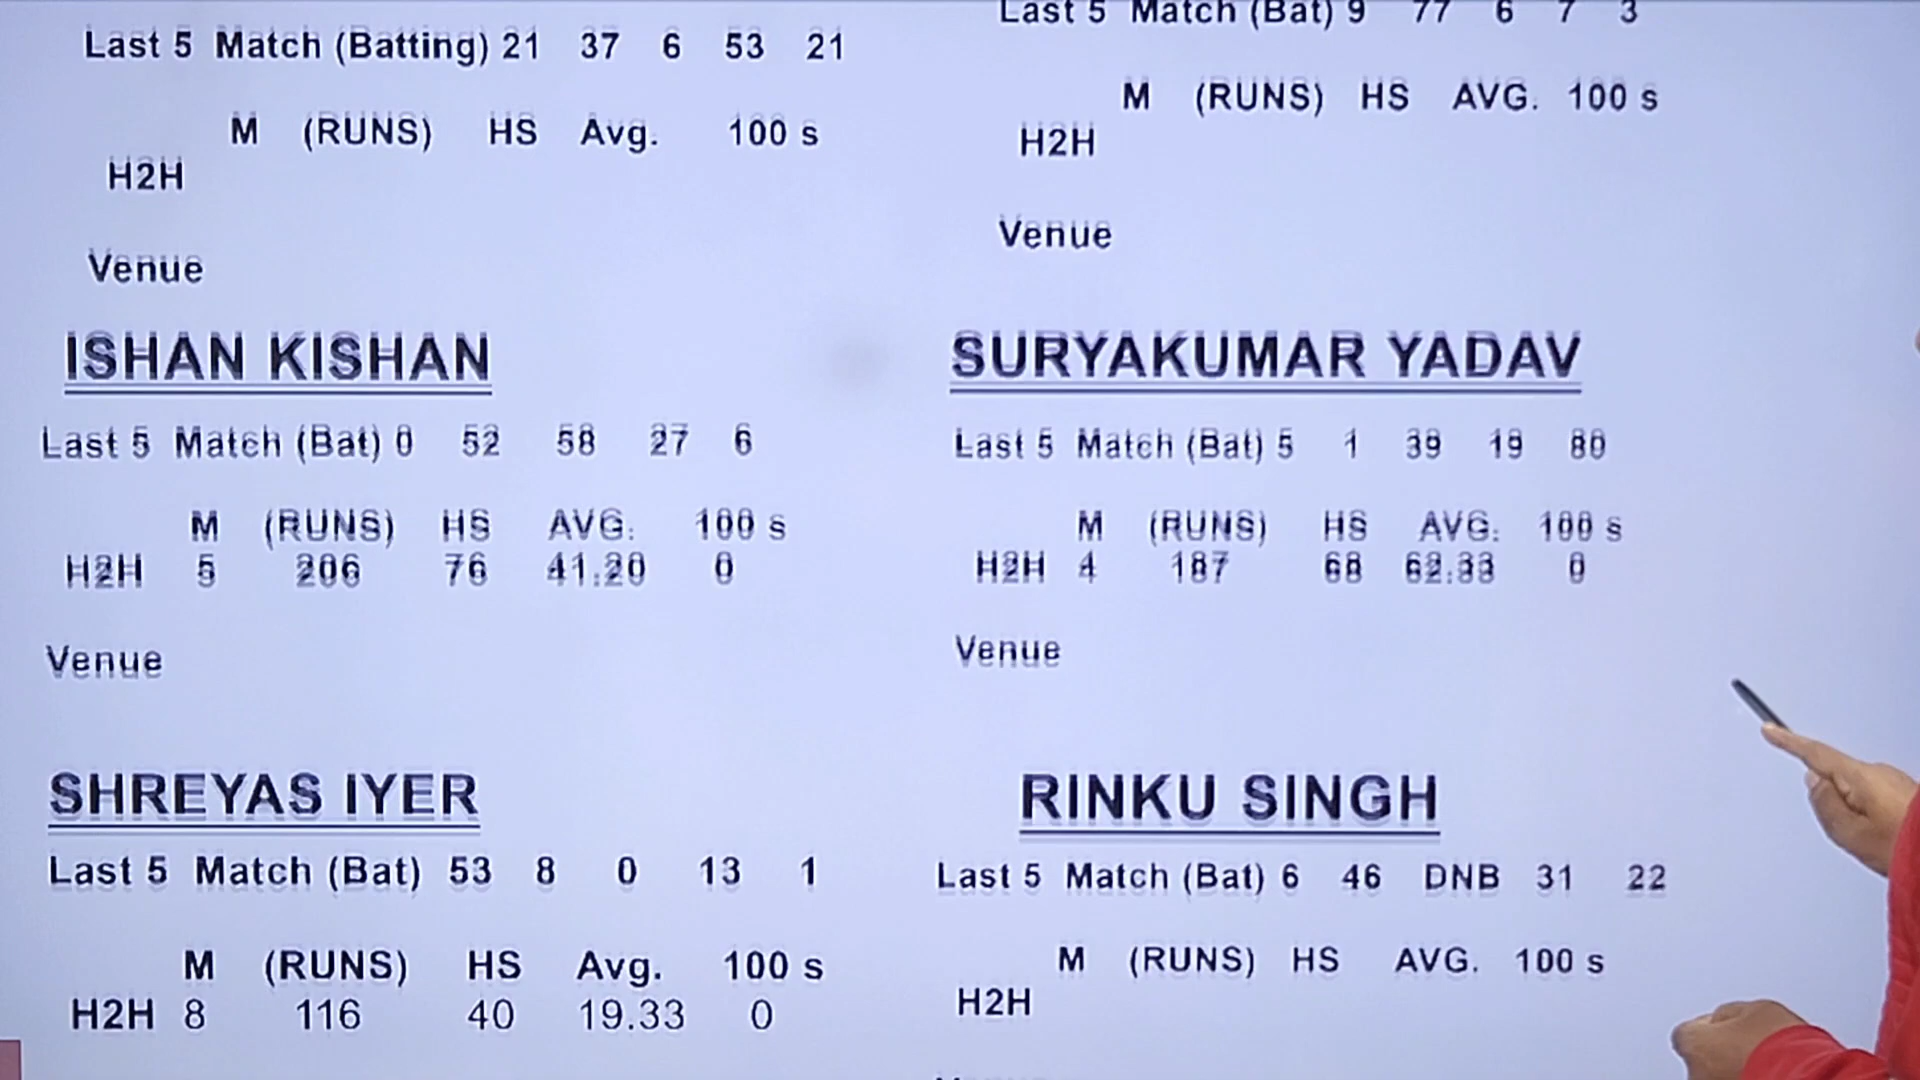 Last 5 Match (Batting) 21 37 6 53 21
M (RUNS) HS Avg. 100 s
H2H
Venue
Last 5 Match (Bat) 9 77 6 7 3
M (RUNS) HS AVG. 100 s
H2H
Venue
ISHAN KISHAN
Last 5 Match (Bat) 0 52 58 27 6
M (RUNS) HS AVG. 100 s
H2H 5 206 76 41.20 0
Venue
SURYAKUMAR YADAV
Last 5 Match (Bat) 5 1 39 19 80
M (RUNS) HS AVG. 100 s
H2H 4 187 68 62.33 0
Venue
SHREYAS IYER
Last 5 Match (Bat) 53 8 0 13 1
M (RUNS) HS Avg. 100 s
H2H 8 116 40 19.33 0
RINKU SINGH
Last 5 Match (Bat) 6 46 DNB 31 22
M (RUNS) HS AVG. 100 s
H2H